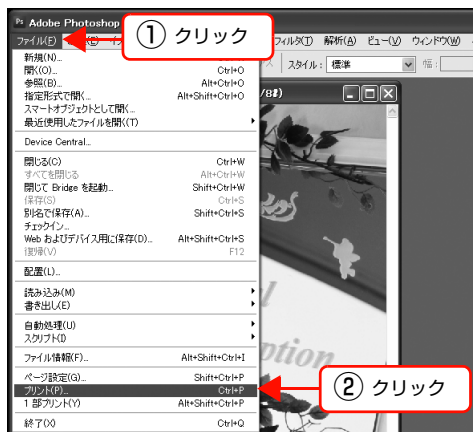 Adobe Photoshop
ファイル(F)
① クリック
フィルタ(T) 解析(A) ビュー(V) ウィンドウ(W)
スタイル: 標準 幅:
新規(N)... Ctrl+N
開く(O)... Ctrl+O
参照(B)... Alt+Ctrl+O
指定形式で開く... Alt+Shift+Ctrl+O
スマートオブジェクトとして開く...
最近使用したファイルを開く(T)
/8#)
Device Central...
閉じる(C) Ctrl+W
すべてを閉じる Alt+Ctrl+W
閉じて Bridge を起動... Shift+Ctrl+W
保存(S) Ctrl+S
別名で保存(A)... Shift+Ctrl+S
チェックイン...
Web およびデバイス用に保存(D)... Alt+Shift+Ctrl+S
復帰(V) F12
配置(L)...
読み込み(M)
書き出し(E)
自動処理(U)
スクリプト(I)
ファイル情報(F)... Alt+Shift+Ctrl+I
ページ設定(G)... Shift+Ctrl+P
プリント(P)... Ctrl+P
② クリック
1 部プリント(Y) Alt+Shift+Ctrl+P
終了(X) Ctrl+Q